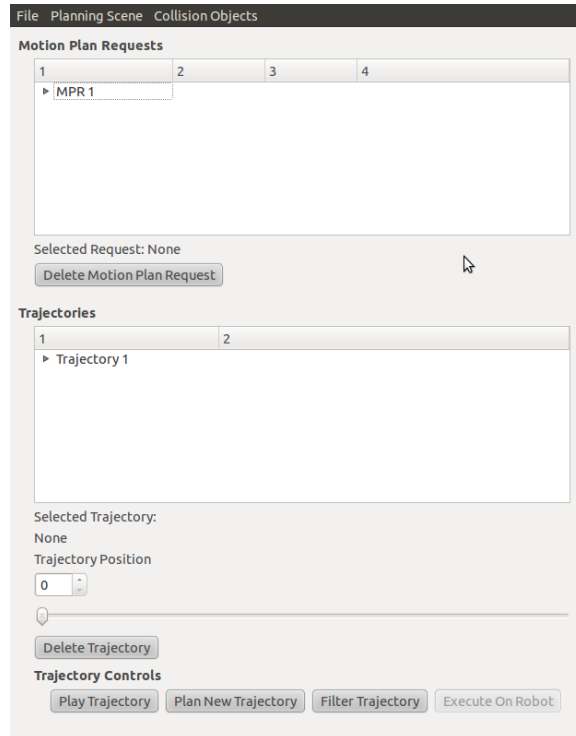 File Planning Scene Collision Objects
Motion Plan Requests
1 2 3 4
MPR 1
Selected Request: None
Delete Motion Plan Request
Trajectories
1 2
Trajectory 1
Selected Trajectory:
None
Trajectory Position
0
Delete Trajectory
Trajectory Controls
Play Trajectory Plan New Trajectory Filter Trajectory Execute On Robot